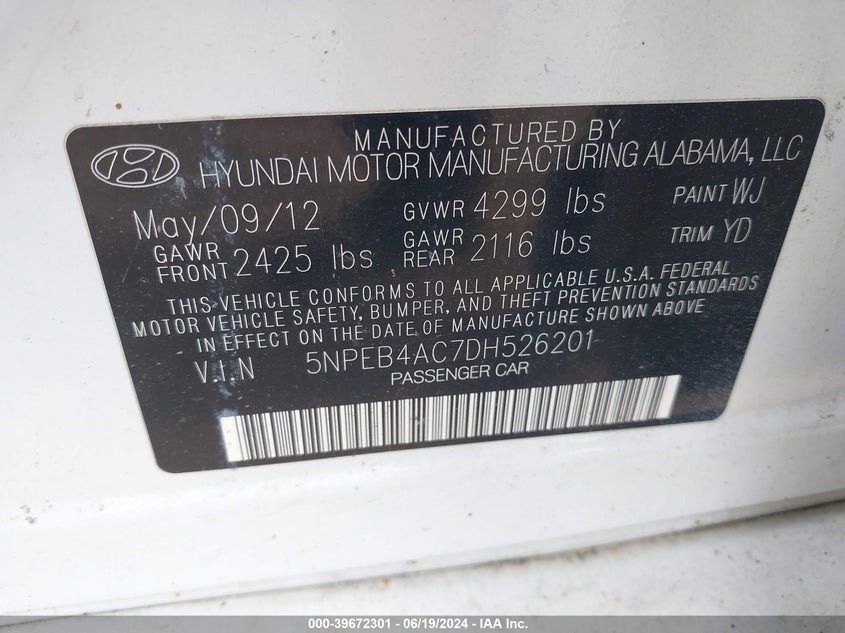 MANUFACTURED BY
HYUNDAI MOTOR MANUFACTURING ALABAMA, LLC
May/09/12 GVWR 4299 lbs PAINT WJ
GAWR FRONT 2425 lbs GAWR REAR 2116 lbs TRIM YD
THIS VEHICLE CONFORMS TO ALL APPLICABLE U.S.A. FEDERAL
MOTOR VEHICLE SAFETY, BUMPER, AND THEFT PREVENTION STANDARDS
IN EFFECT ON THE DATE OF MANUFACTURE SHOWN ABOVE
V.I.N 5NPEB4AC7DH526201
PASSENGER CAR
000-39672301 - 06/19/2024 - IAA Inc.